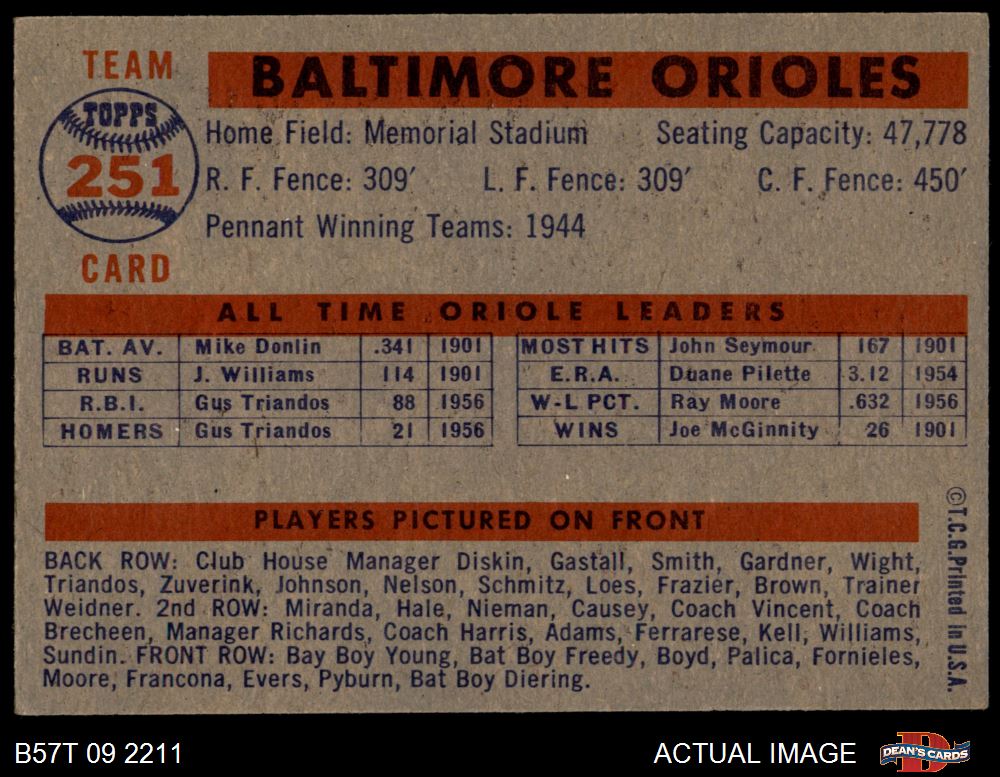 TEAM
BALTIMORE ORIOLES
TOPPS
251
CARD
Home Field: Memorial Stadium Seating Capacity: 47,778
R. F. Fence: 309′ L. F. Fence: 309′ C. F. Fence: 450′
Pennant Winning Teams: 1944
ALL TIME ORIOLE LEADERS
BAT. AV. Mike Donlin .341 1901 MOST HITS John Seymour 167 1901
RUNS J. Williams 114 1901 E.R.A. Duane Pilette 3.12 1954
R.B.I. Gus Triandos 88 1956 W-L PCT. Ray Moore .632 1956
HOMERS Gus Triandos 21 1956 WINS Joe McGinnity 26 1901
PLAYERS PICTURED ON FRONT
BACK ROW: Club House Manager Diskin, Gastall, Smith, Gardner, Wight,
Triandos, Zuverink, Johnson, Nelson, Schmitz, Loes, Frazier, Brown, Trainer
Weidner. 2nd ROW: Miranda, Hale, Nieman, Causey, Coach Vincent, Coach
Brecheen, Manager Richards, Coach Harris, Adams, Ferrarese, Kell, Williams,
Sundin. FRONT ROW: Bay Boy Young, Bat Boy Freedy, Boyd, Palica, Fornieles,
Moore, Francona, Evers, Pyburn, Bat Boy Diering.
©T.C.G. Printed in U.S.A.
B57T 09 2211
ACTUAL IMAGE
D
DEAN'S CARDS